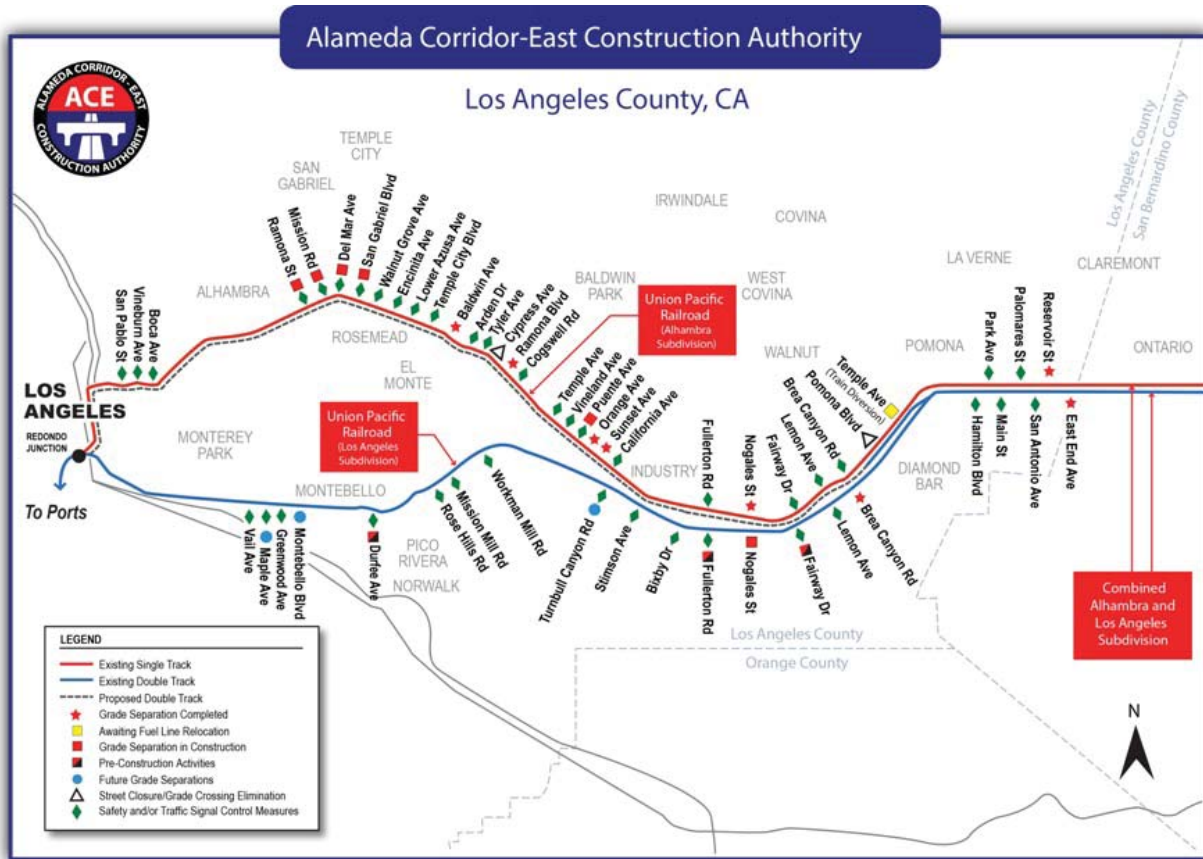 Alameda Corridor-East Construction Authority
Los Angeles County, CA
ALAMEDA CORRIDOR - EAST
ACE
CONSTRUCTION AUTHORITY
TEMPLE
CITY
SAN
GABRIEL
ALHAMBRA
ROSEMEAD
EL
MONTE
MONTEREY
PARK
MONTEBELLO
PICO
RIVERA
NORWALK
IRWINDALE
COVINA
BALDWIN
PARK
WEST
COVINA
WALNUT
INDUSTRY
LA VERNE
CLAREMONT
POMONA
ONTARIO
DIAMOND
BAR
Los Angeles County
San Bernardino County
Los Angeles County
Orange County
San Pablo St
Vineburn Ave
Boca Ave
Ramona St
Mission Rd
Del Mar Ave
San Gabriel Blvd
Walnut Grove Ave
Encinita Ave
Lower Azusa Ave
Temple City Blvd
Baldwin Ave
Arden Dr
Tyler Ave
Cypress Ave
Ramona Blvd
Cogswell Rd
Temple Ave
Vineland Ave
Puente Ave
Orange Ave
Sunset Ave
California Ave
Fullerton Rd
Nogales St
Fairway Dr
Lemon Ave
Brea Canyon Rd
Pomona Blvd
Temple Ave
(Train Diversion)
Park Ave
Palomares St
Reservoir St
Hamilton Blvd
Main St
San Antonio Ave
East End Ave
LOS
ANGELES
REDONDO
JUNCTION
To Ports
Vail Ave
Maple Ave
Greenwood Ave
Montebello Blvd
Durfee Ave
Rose Hills Rd
Mission Mill Rd
Workman Mill Rd
Turnbull Canyon Rd
Stimson Ave
Bixby Dr
Fullerton Rd
Nogales St
Fairway Dr
Lemon Ave
Brea Canyon Rd
Union Pacific
Railroad
(Alhambra
Subdivision)
Union Pacific
Railroad
(Los Angeles
Subdivision)
Combined
Alhambra and
Los Angeles
Subdivision
N
LEGEND
Existing Single Track
Existing Double Track
Proposed Double Track
Grade Separation Completed
Awaiting Fuel Line Relocation
Grade Separation in Construction
Pre-Construction Activities
Future Grade Separations
Street Closure/Grade Crossing Elimination
Safety and/or Traffic Signal Control Measures